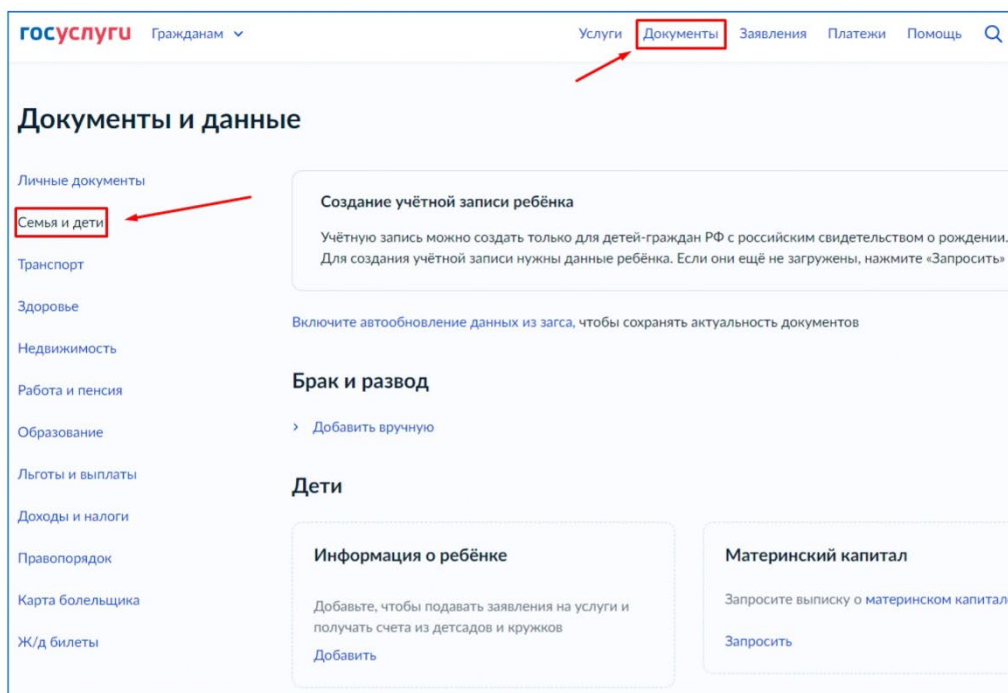 госуслуги Гражданам Услуги Документы Заявления Платежи Помощь
Документы и данные
Личные документы
Семья и дети
Транспорт
Здоровье
Недвижимость
Работа и пенсия
Образование
Льготы и выплаты
Доходы и налоги
Правопорядок
Карта болельщика
Ж/д билеты
Создание учётной записи ребёнка
Учётную запись можно создать только для детей-граждан РФ с российским свидетельством о рождении.
Для создания учётной записи нужны данные ребёнка. Если они ещё не загружены, нажмите «Запросить»
Включите автообновление данных из загса, чтобы сохранять актуальность документов
Брак и развод
Добавить вручную
Дети
Информация о ребёнке
Добавьте, чтобы подавать заявления на услуги и
получать счета из детсадов и кружков
Добавить
Материнский капитал
Запросите выписку о материнском капитал
Запросить